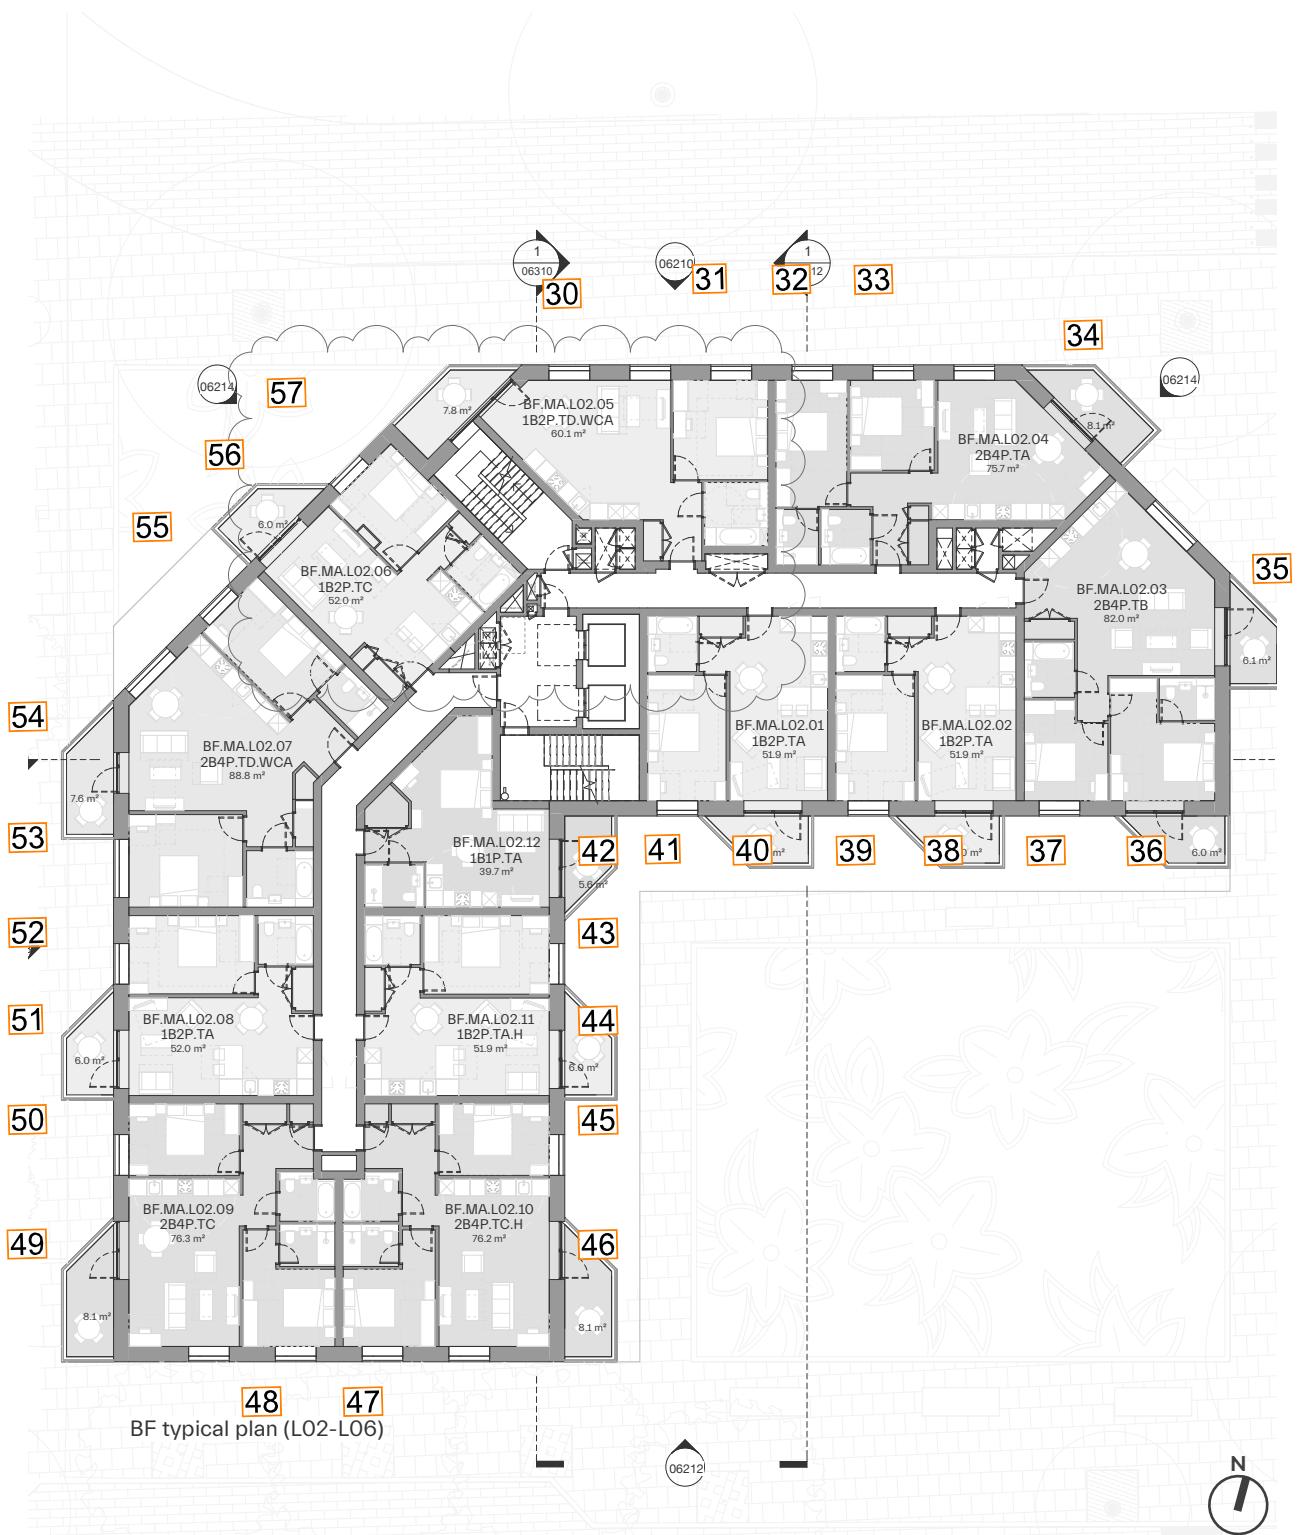 1
06310
30
06210
31
1
32
12
33
34
06214
57
06214
7.8 m²
BF.MA.L02.05
1B2P.TD.WCA
60.1 m²
BF.MA.L02.04
2B4P.TA
75.7 m²
8.1 m²
56
55
6.0 m²
BF.MA.L02.06
1B2P.TC
52.0 m²
BF.MA.L02.03
2B4P.TB
82.0 m²
35
6.1 m²
54
BF.MA.L02.07
2B4P.TD.WCA
88.8 m²
7.6 m²
BF.MA.L02.01
1B2P.TA
51.9 m²
BF.MA.L02.02
1B2P.TA
51.9 m²
53
BF.MA.L02.12
1B1P.TA
39.7 m²
42
5.6 m²
41
40
m²
39
38
m²
37
36
6.0 m²
52
43
51
BF.MA.L02.08
1B2P.TA
52.0 m²
6.0 m²
BF.MA.L02.11
1B2P.TA.H
51.9 m²
44
6.0 m²
50
45
49
BF.MA.L02.09
2B4P.TC
76.3 m²
8.1 m²
BF.MA.L02.10
2B4P.TC.H
76.2 m²
46
8.1 m²
48
47
BF typical plan (L02-L06)
06212
N